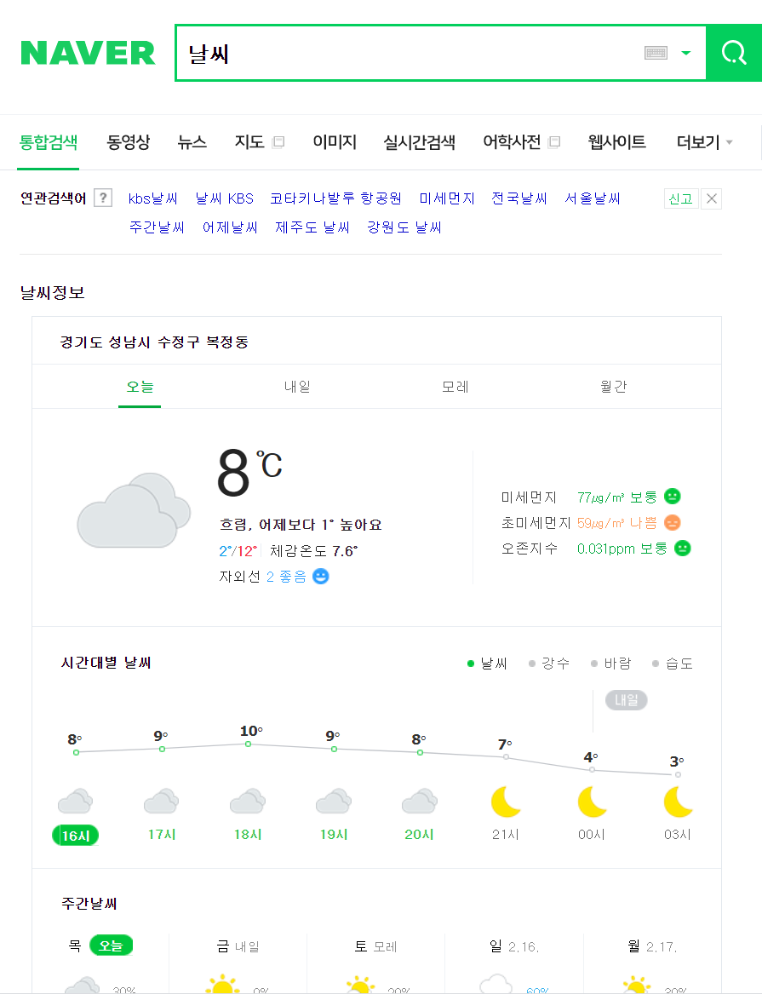 NAVER 날씨
통합검색 동영상 뉴스 지도 이미지 실시간검색 어학사전 웹사이트 더보기
연관검색어 ? kbs날씨 날씨 KBS 코타키나발루 항공원 미세먼지 전국날씨 서울날씨 신고
주간날씨 어제날씨 제주도 날씨 강원도 날씨
날씨정보
경기도 성남시 수정구 복정동
오늘 내일 모레 월간
8℃
흐림, 어제보다 1° 높아요
2°/12° 체감온도 7.6°
자외선 2 좋음
미세먼지 77㎍/㎥ 보통
초미세먼지 59㎍/㎥ 나쁨
오존지수 0.031ppm 보통
시간대별 날씨 날씨 강수 바람 습도
내일
8° 9° 10° 9° 8° 7° 4° 3°
16시 17시 18시 19시 20시 21시 00시 03시
주간날씨
목 오늘 금 내일 토 모레 일 2.16. 월 2.17.
30% 0% 20% 60% 30%